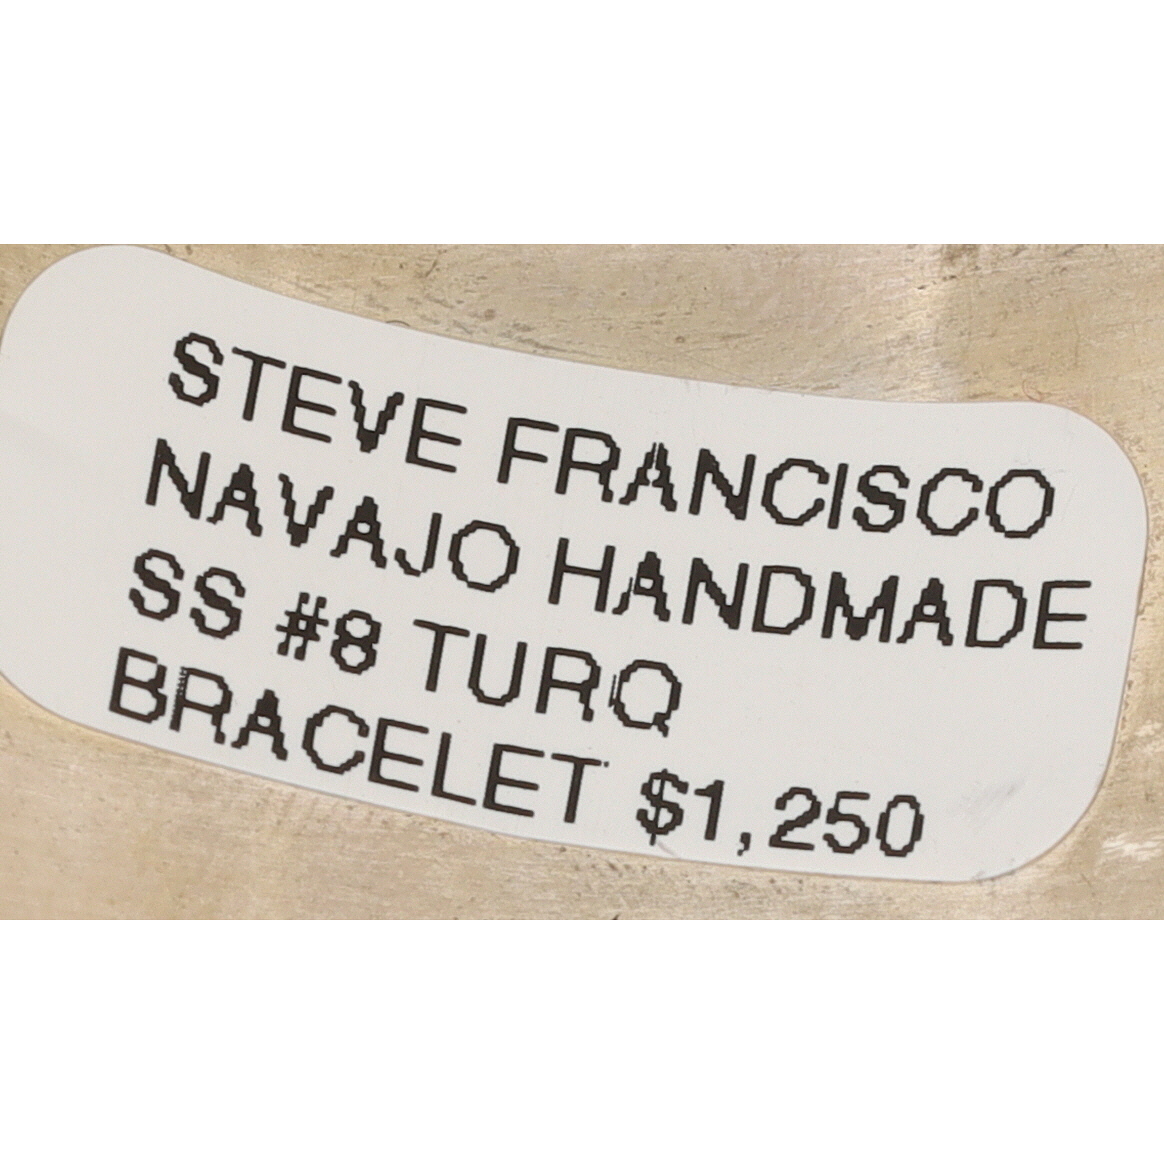 STEVE FRANCISCO
NAVAJO HANDMADE
SS #8 TURQ
BRACELET $1,250